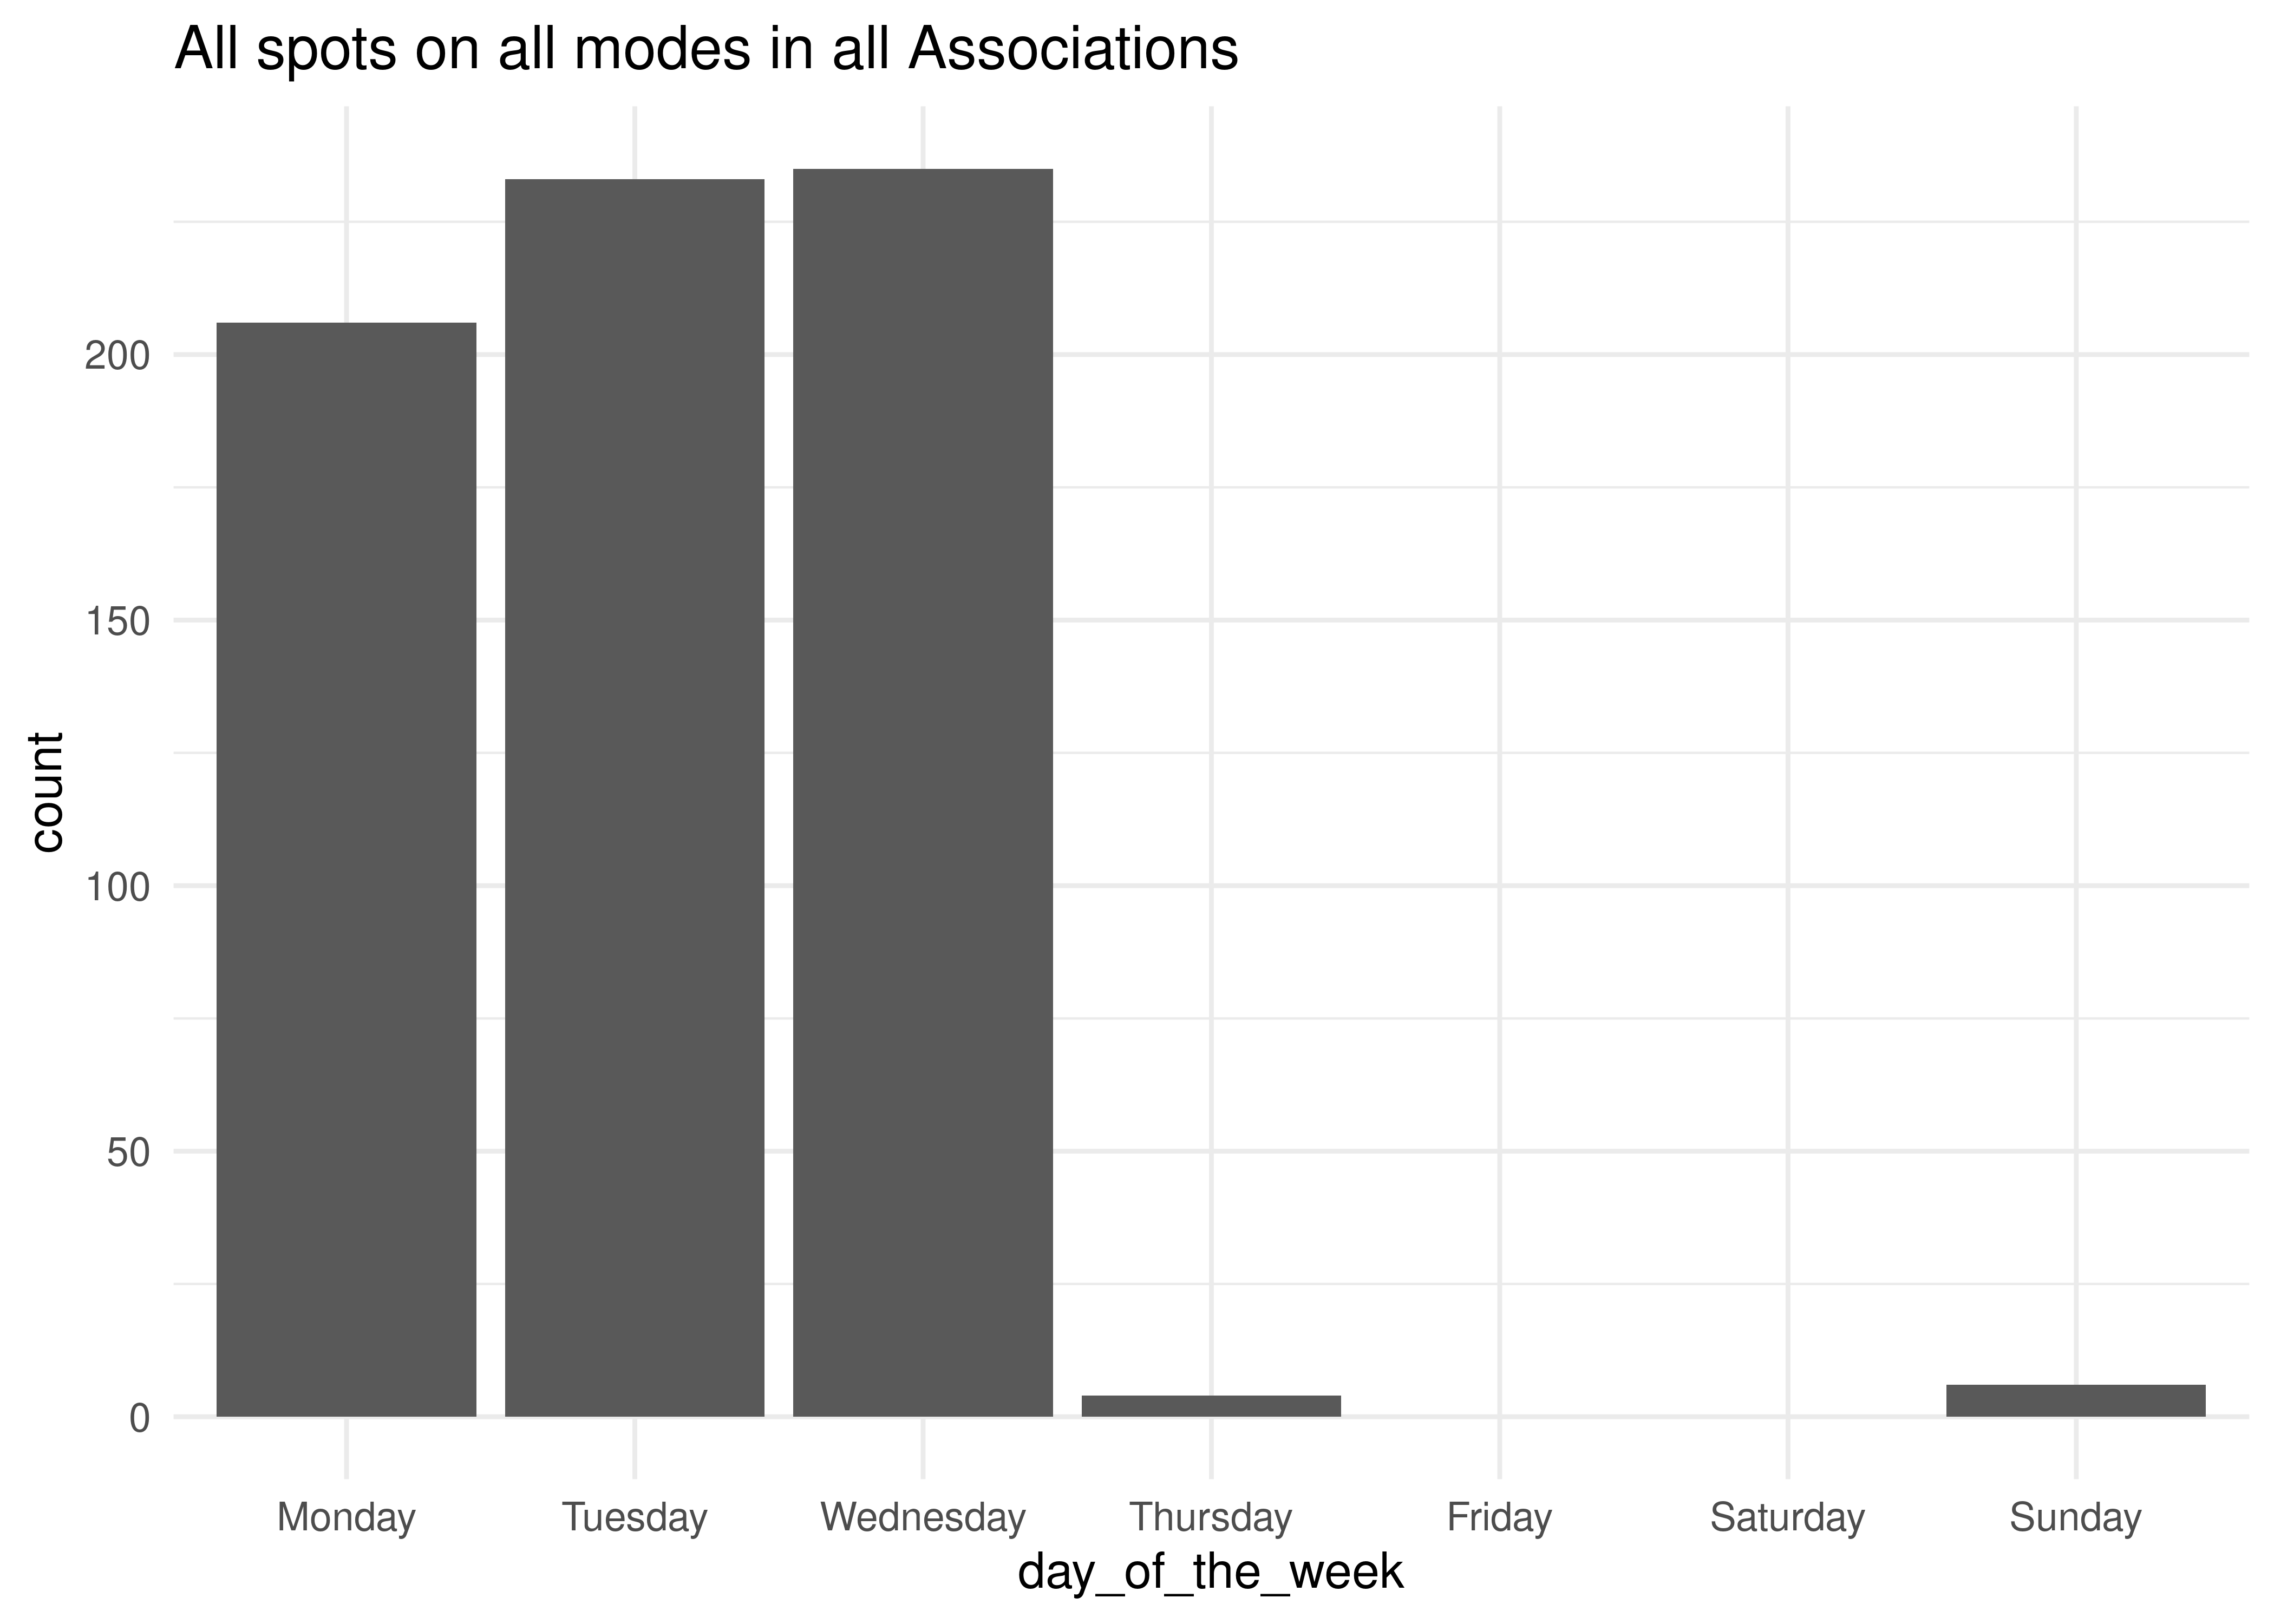 All spots on all modes in all Associations
count
200
150
100
50
0
Monday Tuesday Wednesday Thursday Friday Saturday Sunday
day_of_the_week